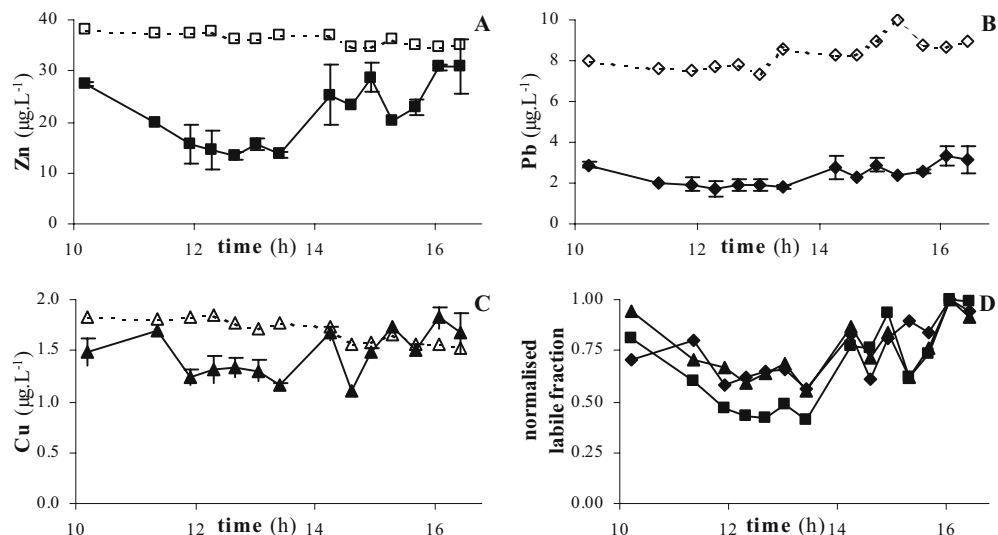 40
30
20
10
0
Zn (µg.L⁻¹)
A
10
12
14
16
time (h)
10
8
6
4
2
0
Pb (µg.L⁻¹)
B
10
12
14
16
time (h)
2.0
1.5
1.0
0.5
0.0
Cu (µg.L⁻¹)
C
10
12
14
16
time (h)
1.00
0.75
0.50
0.25
0.00
normalised
labile fraction
D
10
12
14
16
time (h)